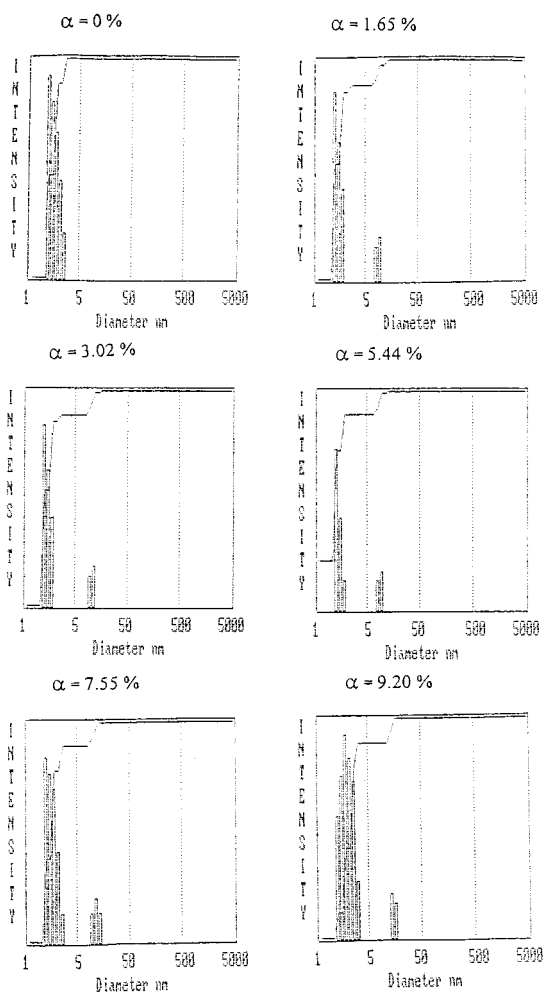 α = 0 %
α = 1.65 %
INTENSITY
1 5 50 500 5000
Diameter nm
INTENSITY
1 5 50 500 5000
Diameter nm
α = 3.02 %
α = 5.44 %
INTENSITY
1 5 50 500 5000
Diameter nm
INTENSITY
1 5 50 500 5000
Diameter nm
α = 7.55 %
α = 9.20 %
INTENSITY
1 5 50 500 5000
Diameter nm
INTENSITY
1 5 50 500 5000
Diameter nm